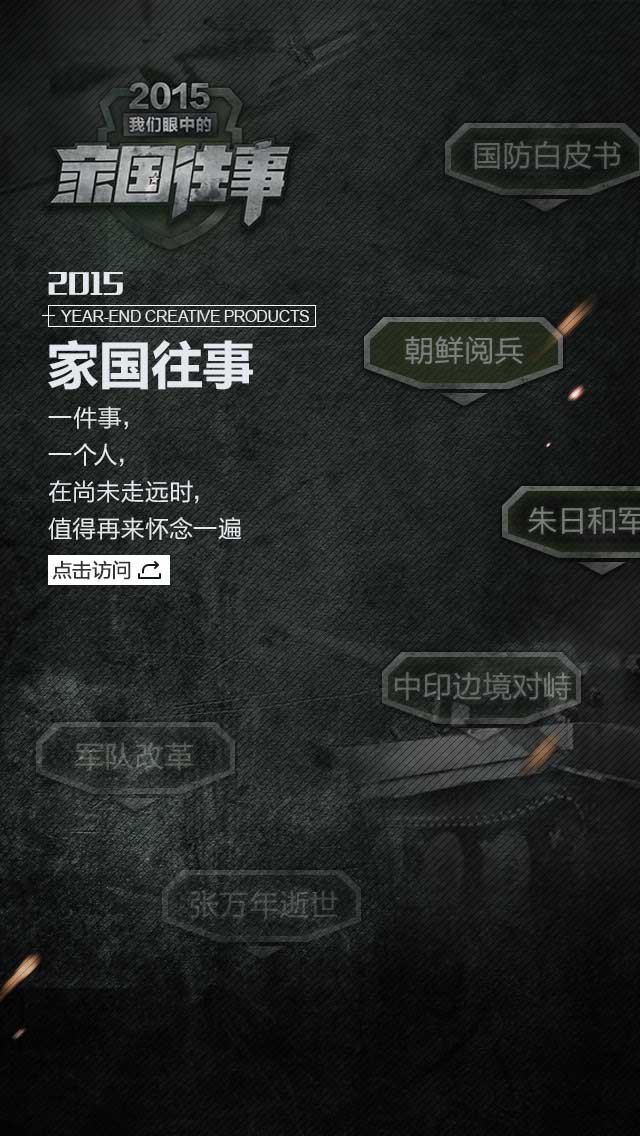 2015
我们眼中的
家国往事
国防白皮书
2015
YEAR-END CREATIVE PRODUCTS
家国往事
朝鲜阅兵
一件事，
一个人，
在尚未走远时，
值得再来怀念一遍
朱日和军
点击访问
中印边境对峙
军队改革
张万年逝世